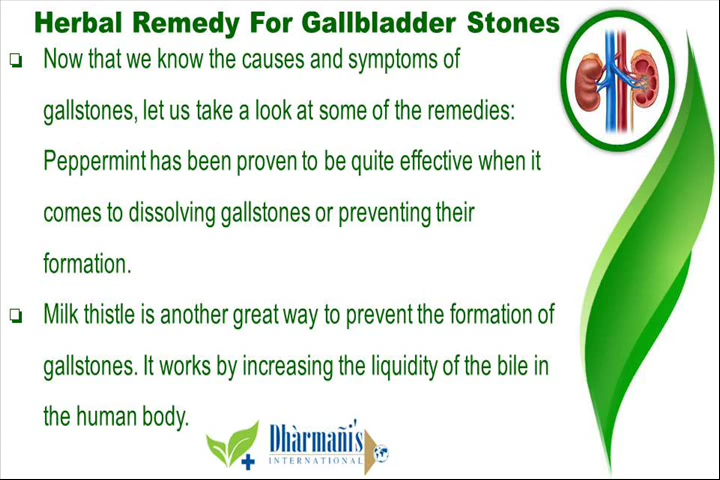 Herbal Remedy For Gallbladder Stones
Now that we know the causes and symptoms of
gallstones, let us take a look at some of the remedies:
Peppermint has been proven to be quite effective when it
comes to dissolving gallstones or preventing their
formation.
Milk thistle is another great way to prevent the formation of
gallstones. It works by increasing the liquidity of the bile in
the human body.
Dhàrmañi's
INTERNATIONAL